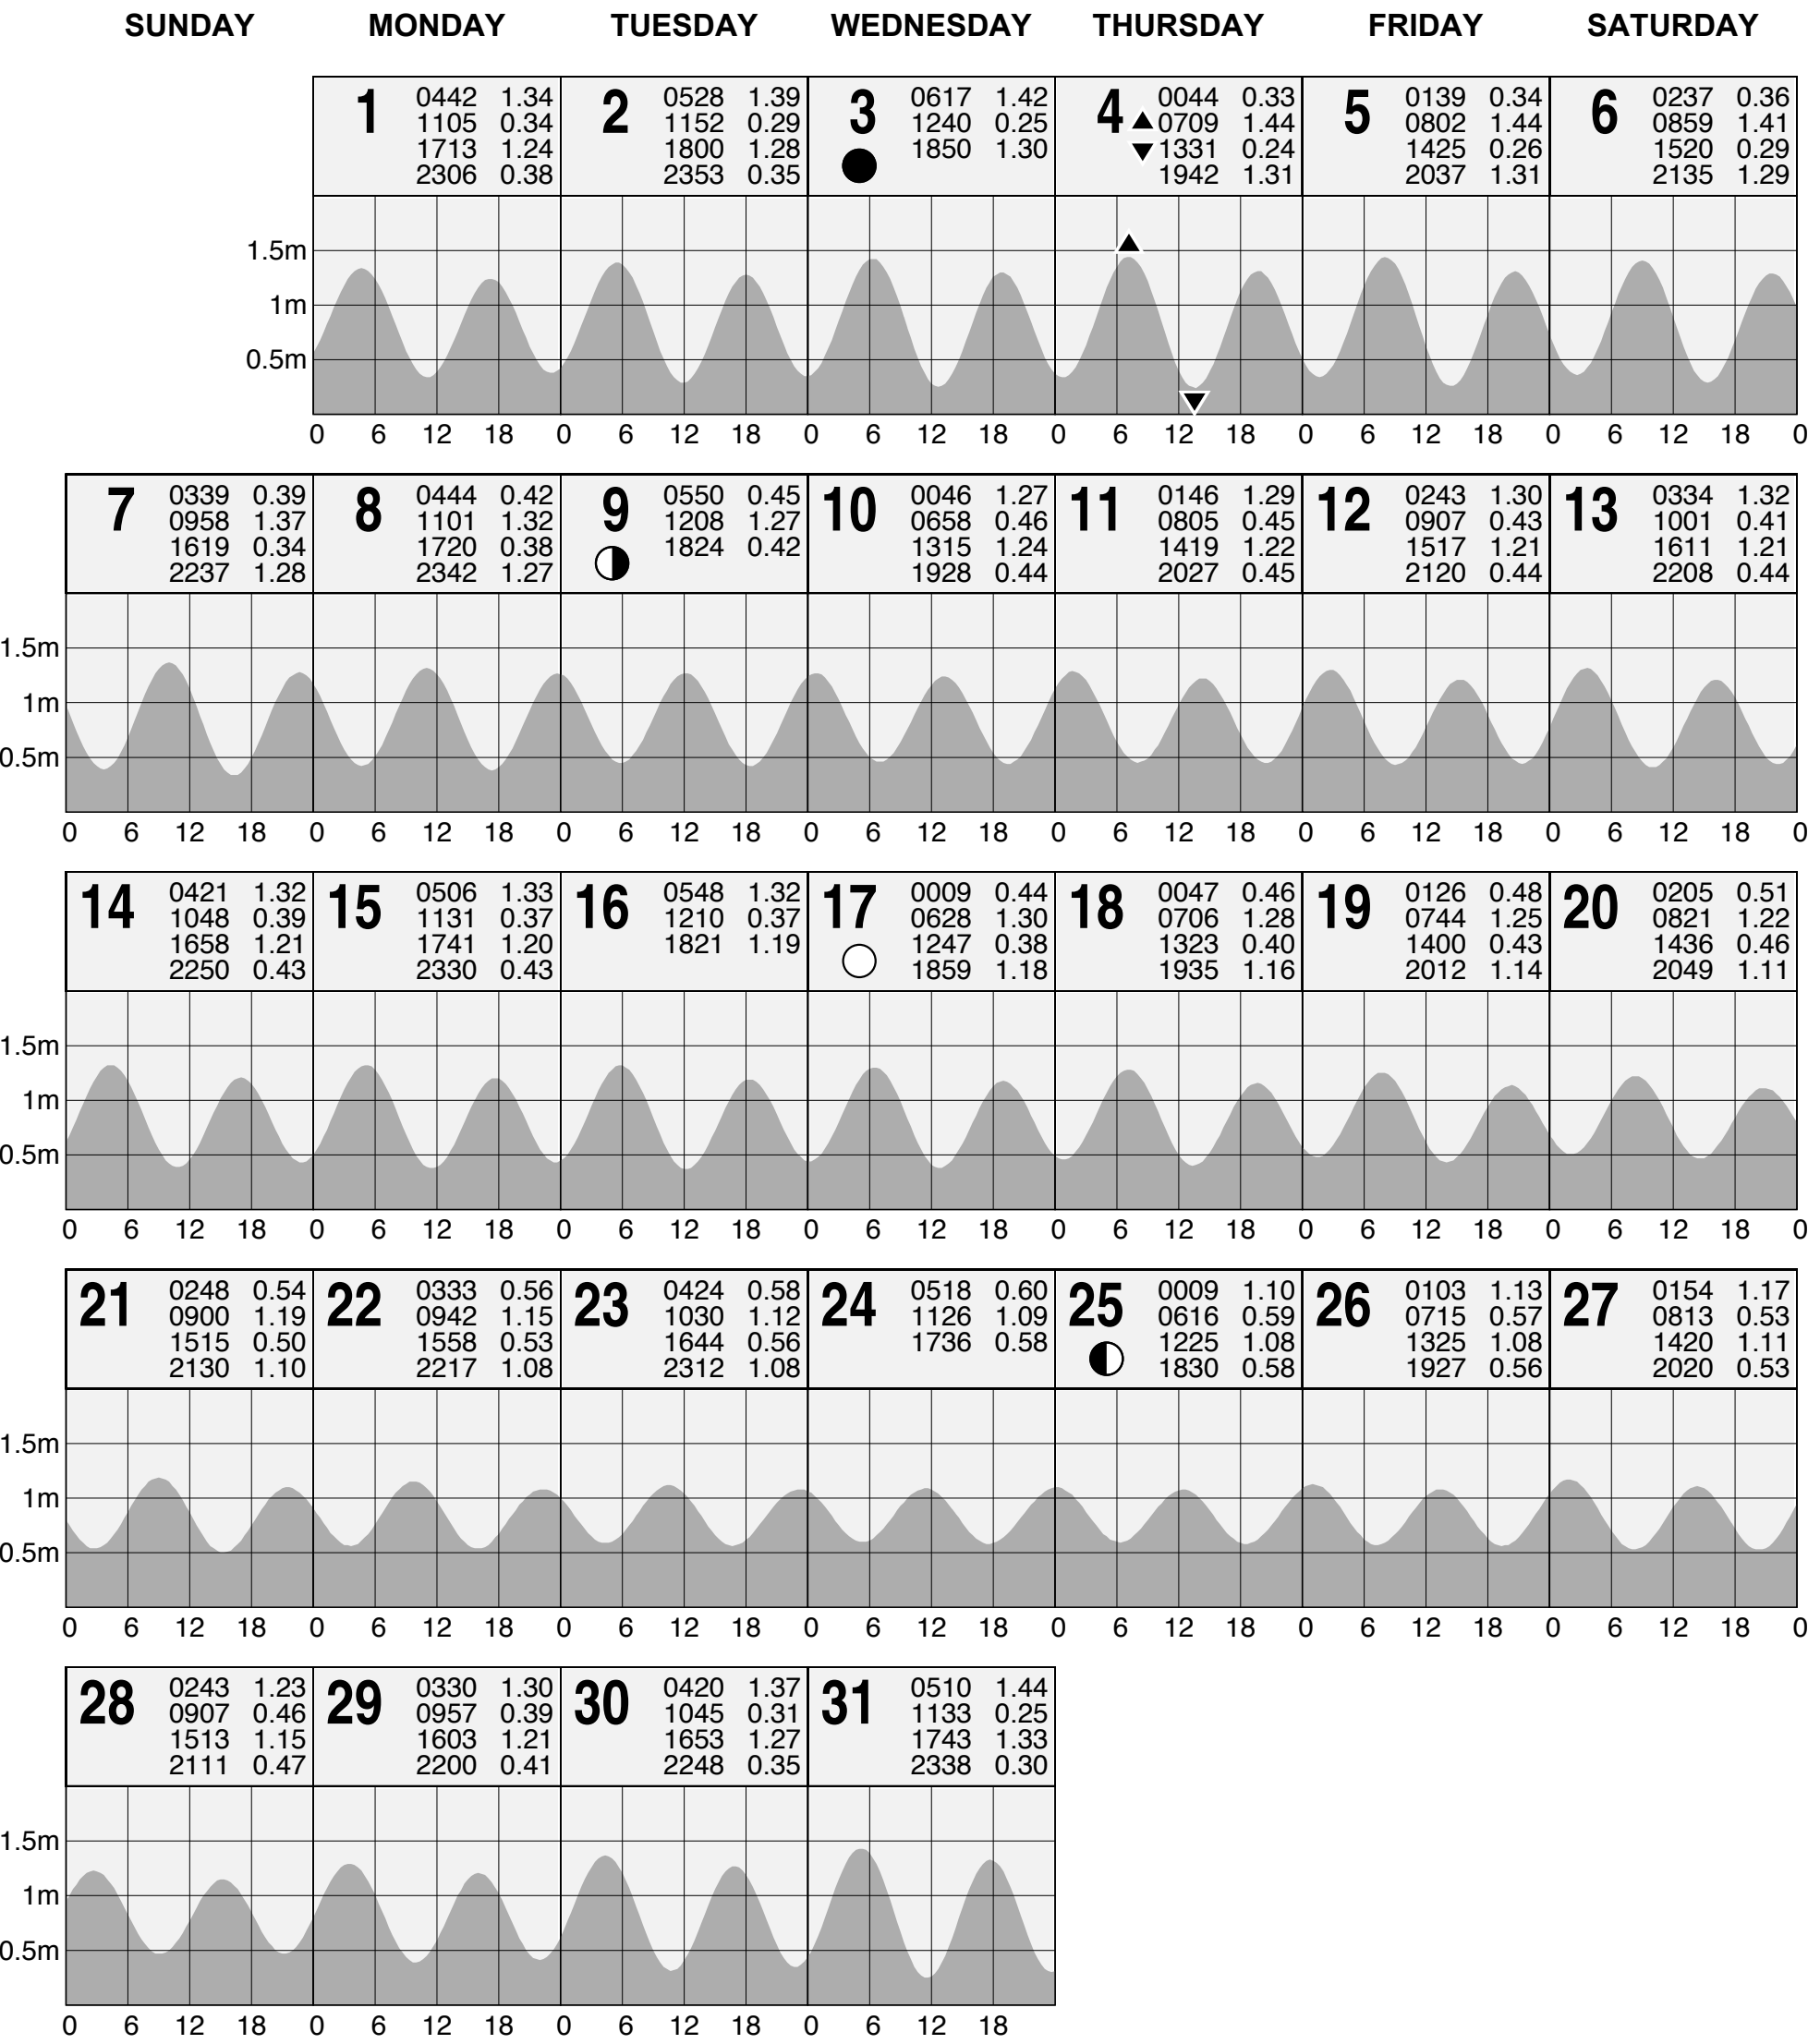 SUNDAY MONDAY TUESDAY WEDNESDAY THURSDAY FRIDAY SATURDAY
1 0442 1.34
1105 0.34
1713 1.24
2306 0.38
2 0528 1.39
1152 0.29
1800 1.28
2353 0.35
3 0617 1.42
1240 0.25
1850 1.30
4 0044 0.33
0709 1.44
1331 0.24
1942 1.31
5 0139 0.34
0802 1.44
1425 0.26
2037 1.31
6 0237 0.36
0859 1.41
1520 0.29
2135 1.29
1.5m
1m
0.5m
0 6 12 18 0 6 12 18 0 6 12 18 0 6 12 18 0 6 12 18 0 6 12 18 0
7 0339 0.39
0958 1.37
1619 0.34
2237 1.28
8 0444 0.42
1101 1.32
1720 0.38
2342 1.27
9 0550 0.45
1208 1.27
1824 0.42
10 0046 1.27
0658 0.46
1315 1.24
1928 0.44
11 0146 1.29
0805 0.45
1419 1.22
2027 0.45
12 0243 1.30
0907 0.43
1517 1.21
2120 0.44
13 0334 1.32
1001 0.41
1611 1.21
2208 0.44
1.5m
1m
0.5m
0 6 12 18 0 6 12 18 0 6 12 18 0 6 12 18 0 6 12 18 0 6 12 18 0 6 12 18 0
14 0421 1.32
1048 0.39
1658 1.21
2250 0.43
15 0506 1.33
1131 0.37
1741 1.20
2330 0.43
16 0548 1.32
1210 0.37
1821 1.19
17 0009 0.44
0628 1.30
1247 0.38
1859 1.18
18 0047 0.46
0706 1.28
1323 0.40
1935 1.16
19 0126 0.48
0744 1.25
1400 0.43
2012 1.14
20 0205 0.51
0821 1.22
1436 0.46
2049 1.11
1.5m
1m
0.5m
0 6 12 18 0 6 12 18 0 6 12 18 0 6 12 18 0 6 12 18 0 6 12 18 0 6 12 18 0
21 0248 0.54
0900 1.19
1515 0.50
2130 1.10
22 0333 0.56
0942 1.15
1558 0.53
2217 1.08
23 0424 0.58
1030 1.12
1644 0.56
2312 1.08
24 0518 0.60
1126 1.09
1736 0.58
25 0009 1.10
0616 0.59
1225 1.08
1830 0.58
26 0103 1.13
0715 0.57
1325 1.08
1927 0.56
27 0154 1.17
0813 0.53
1420 1.11
2020 0.53
1.5m
1m
0.5m
0 6 12 18 0 6 12 18 0 6 12 18 0 6 12 18 0 6 12 18 0 6 12 18 0 6 12 18 0
28 0243 1.23
0907 0.46
1513 1.15
2111 0.47
29 0330 1.30
0957 0.39
1603 1.21
2200 0.41
30 0420 1.37
1045 0.31
1653 1.27
2248 0.35
31 0510 1.44
1133 0.25
1743 1.33
2338 0.30
1.5m
1m
0.5m
0 6 12 18 0 6 12 18 0 6 12 18 0 6 12 18